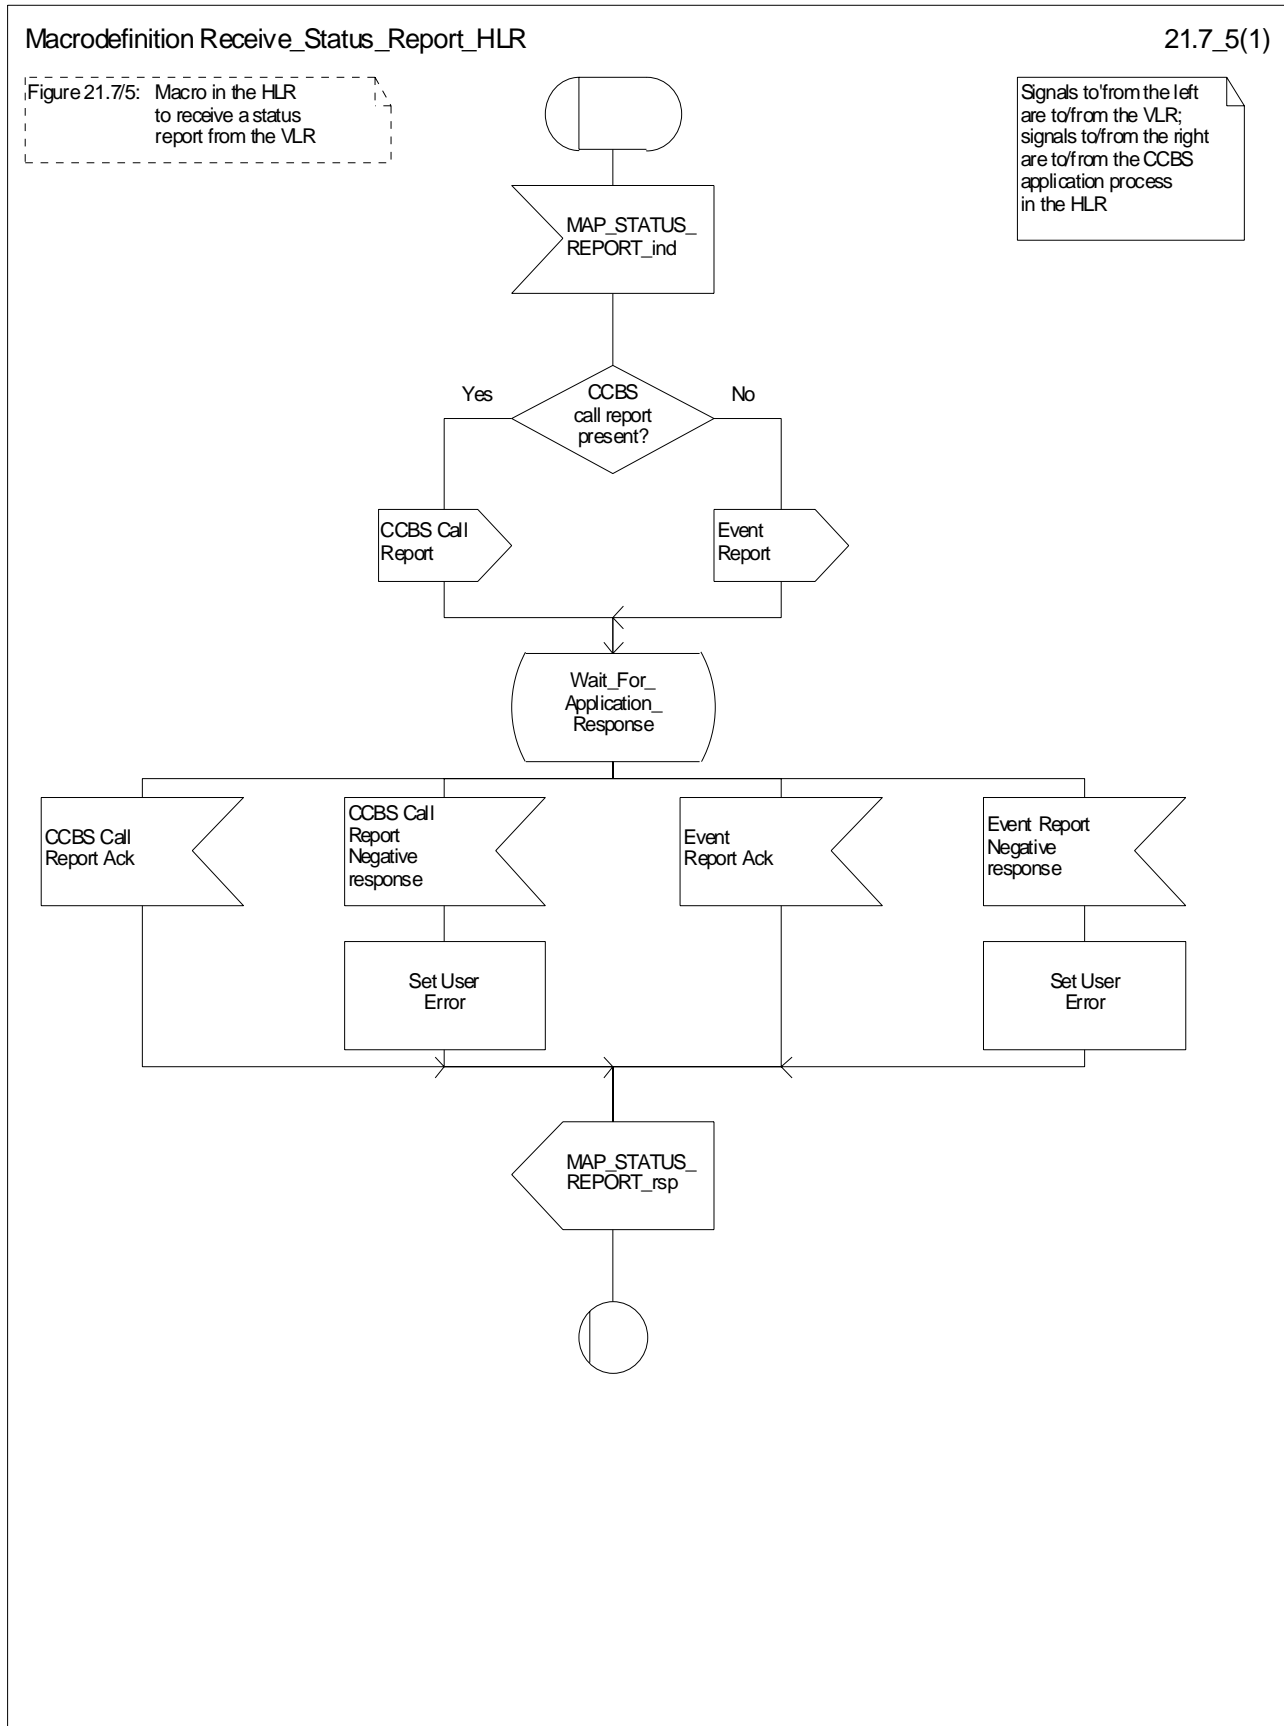 Macrodefinition Receive_Status_Report_HLR
21.7_5(1)
Figure 21.7/5: Macro in the HLR
to receive a status
report from the VLR
Signals to'from the left
are to/from the VLR;
signals to/from the right
are to/from the CCBS
application process
in the HLR
MAP_STATUS_
REPORT_ind
Yes
CCBS
call report
present?
No
CCBS Call
Report
Event
Report
Wait_For_
Application_
Response
CCBS Call
Report Ack
CCBS Call
Report
Negative
response
Event
Report Ack
Event Report
Negative
response
Set User
Error
Set User
Error
MAP_STATUS_
REPORT_rsp